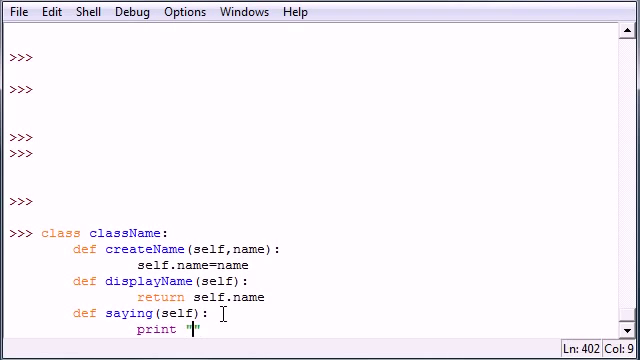 File Edit Shell Debug Options Windows Help
>>>
>>>
>>>
>>>
>>>
>>> class className:
def createName(self,name):
self.name=name
def displayName(self):
return self.name
def saying(self):
print ""
Ln: 402 Col: 9